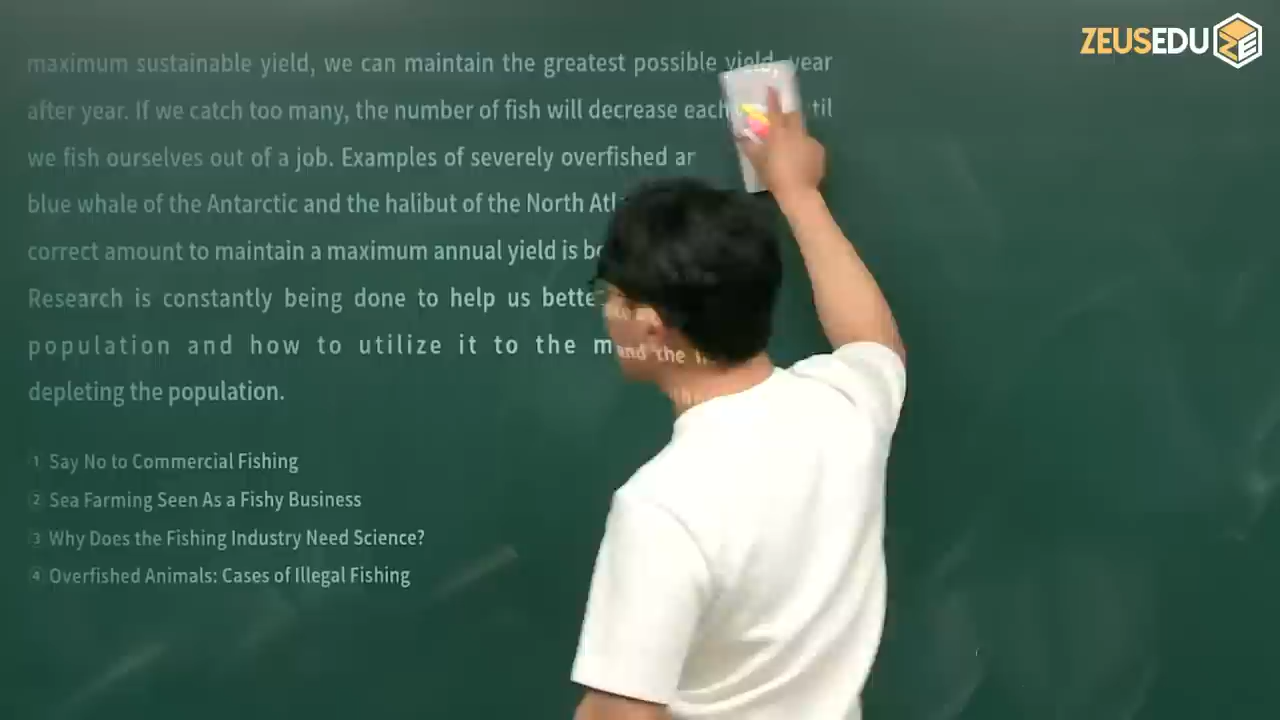 ZEUSEDU
maximum sustainable yield, we can maintain the greatest possible yield, year
after year. If we catch too many, the number of fish will decrease each
we fish ourselves out of a job. Examples of severely overfished
blue whale of the Antarctic and the halibut of the North
correct amount to maintain a maximum annual yield is
Research is constantly being done to help us
population and how to utilize it to the
depleting the population.
1 Say No to Commercial Fishing
2 Sea Farming Seen As a Fishy Business
3 Why Does the Fishing Industry Need Science?
4 Overfished Animals: Cases of Illegal Fishing